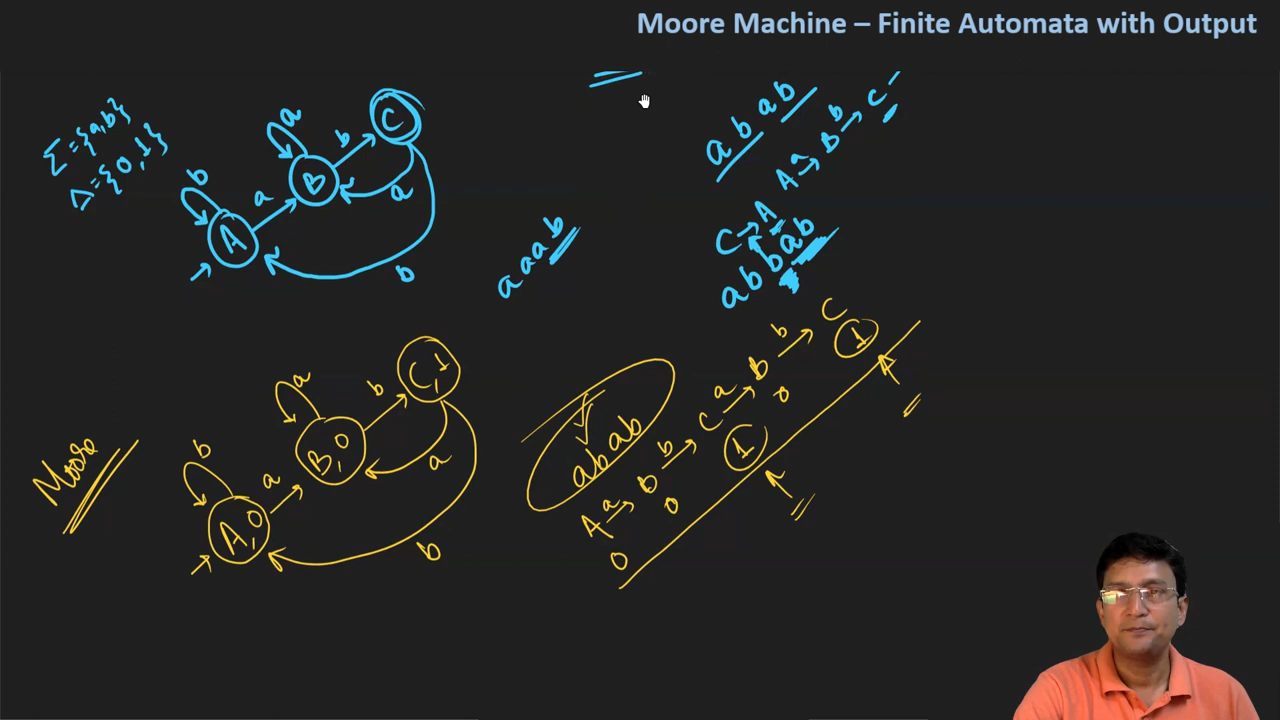 Moore Machine – Finite Automata with Output
Σ={a,b}
Δ={0,1}
b
A
a
a
B
b
C
a
b
aaab
abab
A a→ B b→ C
C→A
abbab
Moore
b
A,0
a
a
B,0
b
C,1
a
b
abab
A a→ B b→ C a→ B b→ C
0 0 1 0 1